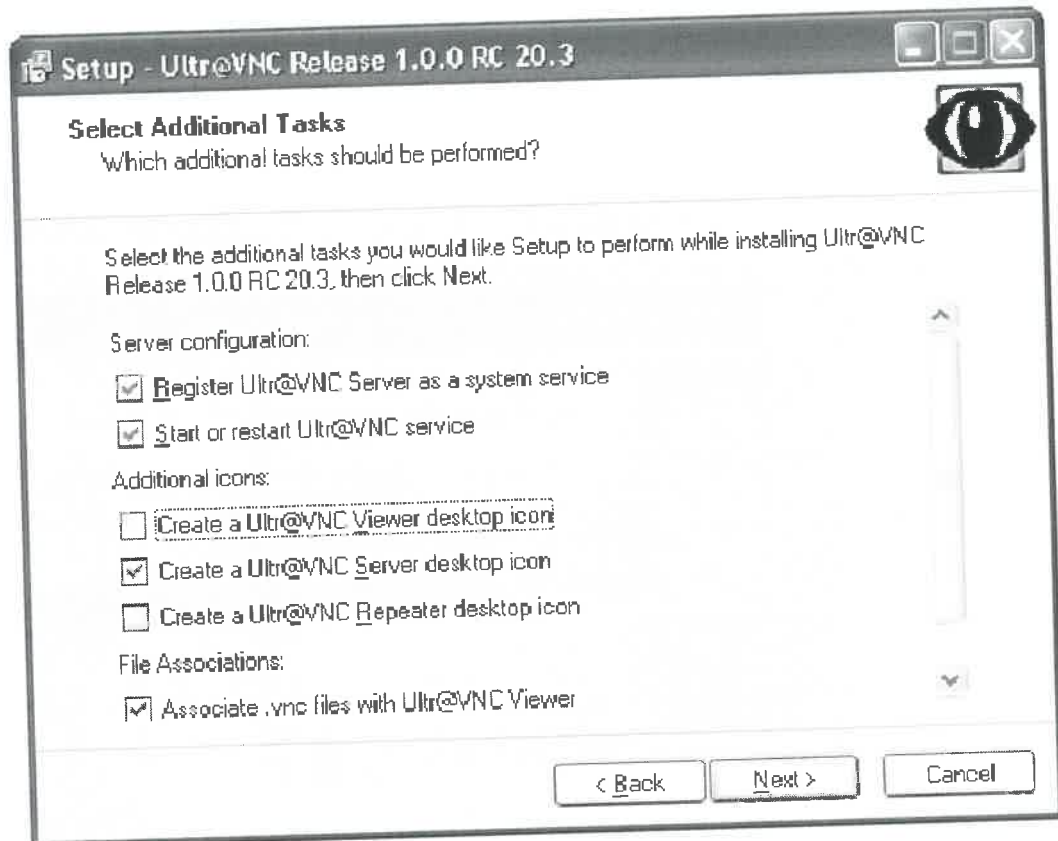 Setup - Ultr@VNC Release 1.0.0 RC 20.3
Select Additional Tasks
Which additional tasks should be performed?
Select the additional tasks you would like Setup to perform while installing Ultr@VNC
Release 1.0.0 RC 20.3, then click Next.
Server configuration:
Register Ultr@VNC Server as a system service
Start or restart Ultr@VNC service
Additional icons:
Create a Ultr@VNC Viewer desktop icon
Create a Ultr@VNC Server desktop icon
Create a Ultr@VNC Repeater desktop icon
File Associations:
Associate .vnc files with Ultr@VNC Viewer
< Back Next > Cancel